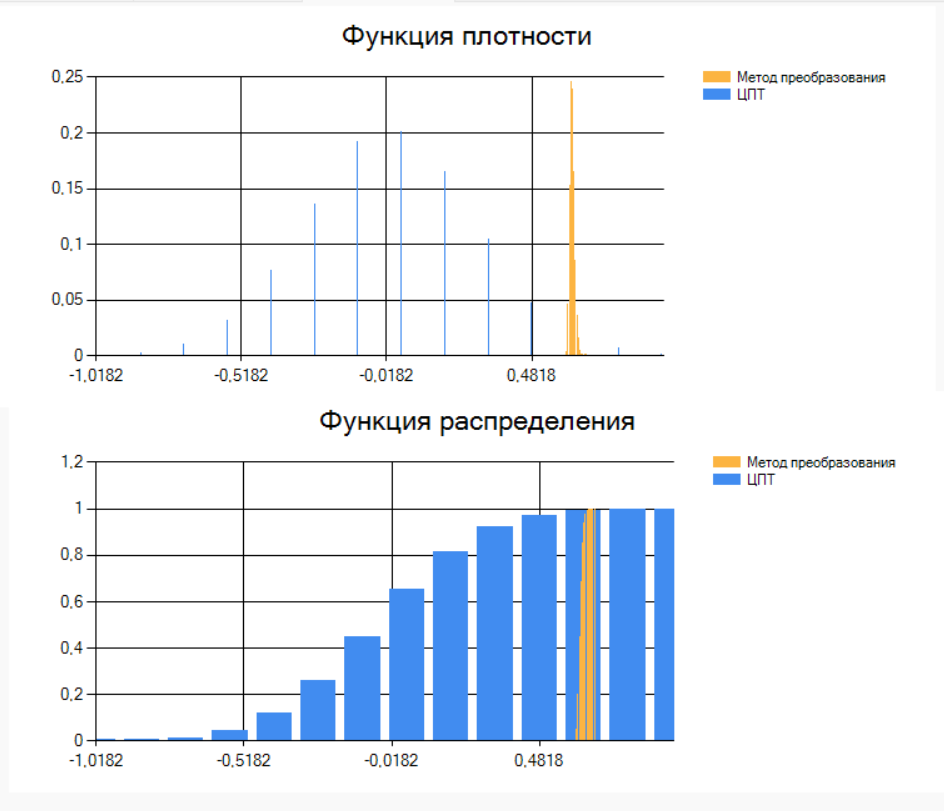 Функция плотности
0,25
0,2
0,15
0,1
0,05
0
-1,0182 -0,5182 -0,0182 0,4818
Метод преобразования
ЦПТ
Функция распределения
1,2
1
0,8
0,6
0,4
0,2
0
-1,0182 -0,5182 -0,0182 0,4818
Метод преобразования
ЦПТ